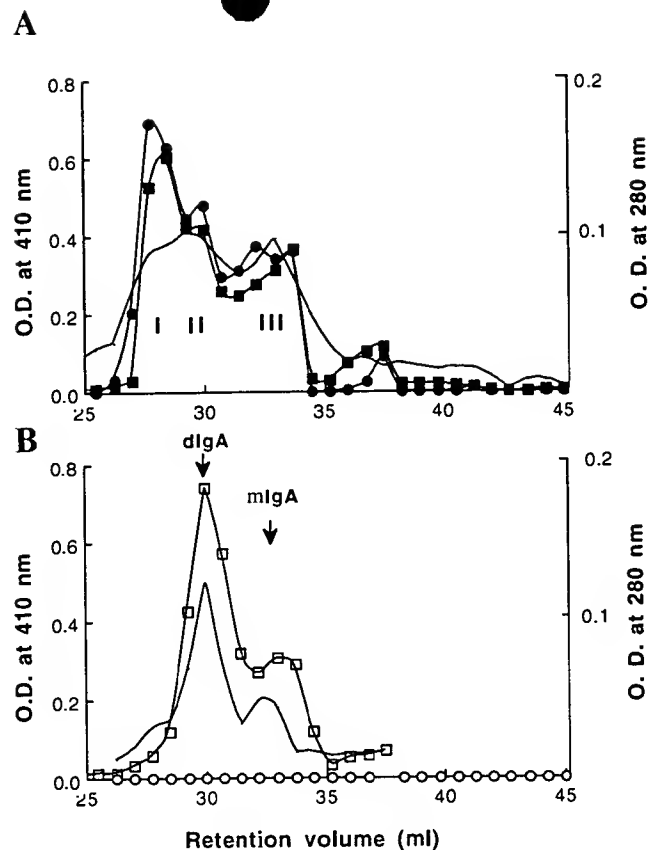 A
0.8
0.6
0.4
0.2
0.0
O.D. at 410 nm
0.2
0.1
O. D. at 280 nm
I
II
III
25
30
35
40
45
B
dIgA
mIgA
0.8
0.6
0.4
0.2
0.0
O.D. at 410 nm
0.2
0.1
O. D. at 280 nm
25
30
35
40
45
Retention volume (ml)